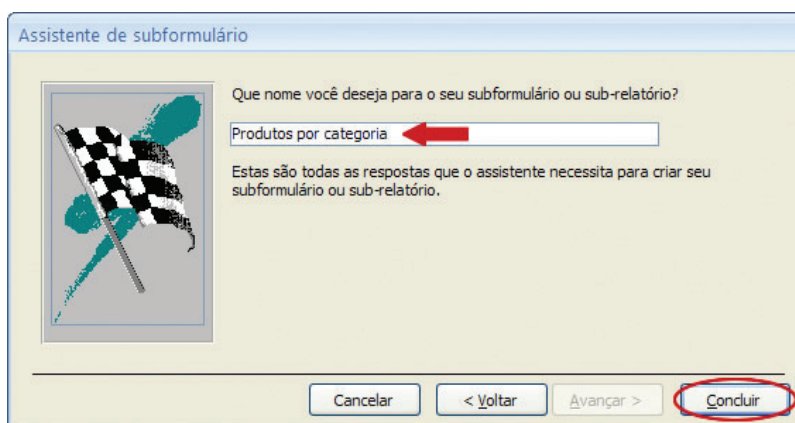 Assistente de subformulário
Que nome você deseja para o seu subformulário ou sub-relatório?
Produtos por categoria
Estas são todas as respostas que o assistente necessita para criar seu
subformulário ou sub-relatório.
Cancelar
< Voltar
Avançar >
Concluir